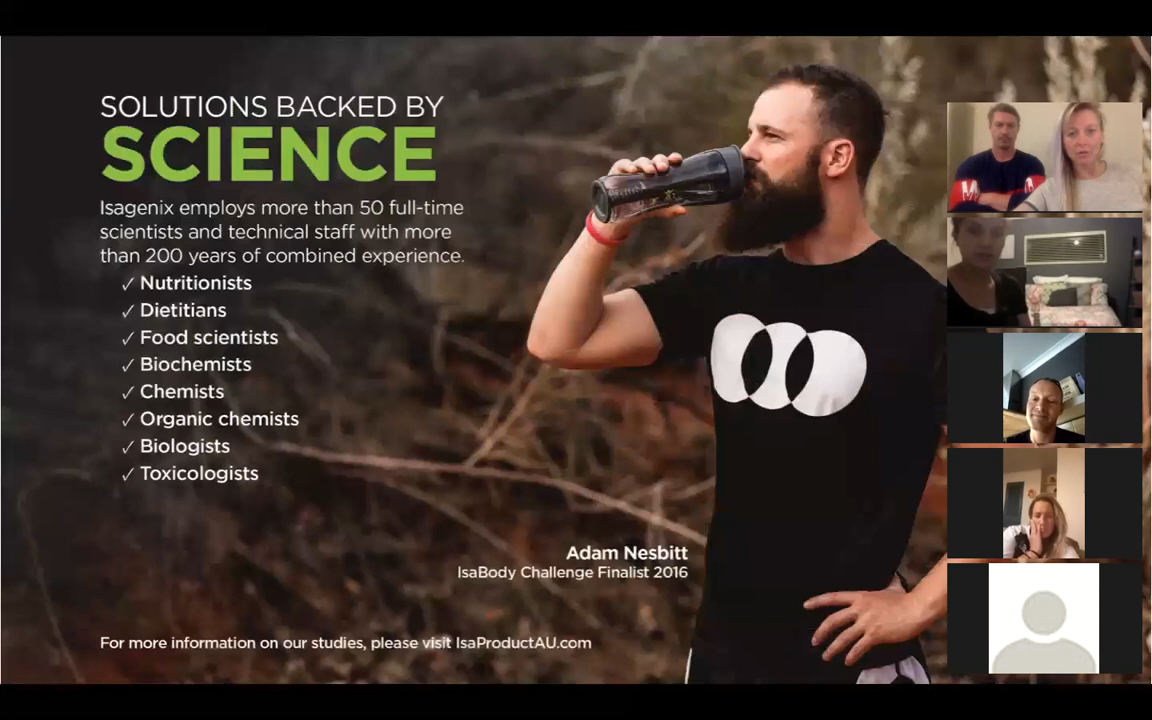 SOLUTIONS BACKED BY
SCIENCE
Isagenix employs more than 50 full-time
scientists and technical staff with more
than 200 years of combined experience.
✓ Nutritionists
✓ Dietitians
✓ Food scientists
✓ Biochemists
✓ Chemists
✓ Organic chemists
✓ Biologists
✓ Toxicologists
Adam Nesbitt
IsaBody Challenge Finalist 2016
For more information on our studies, please visit IsaProductAU.com